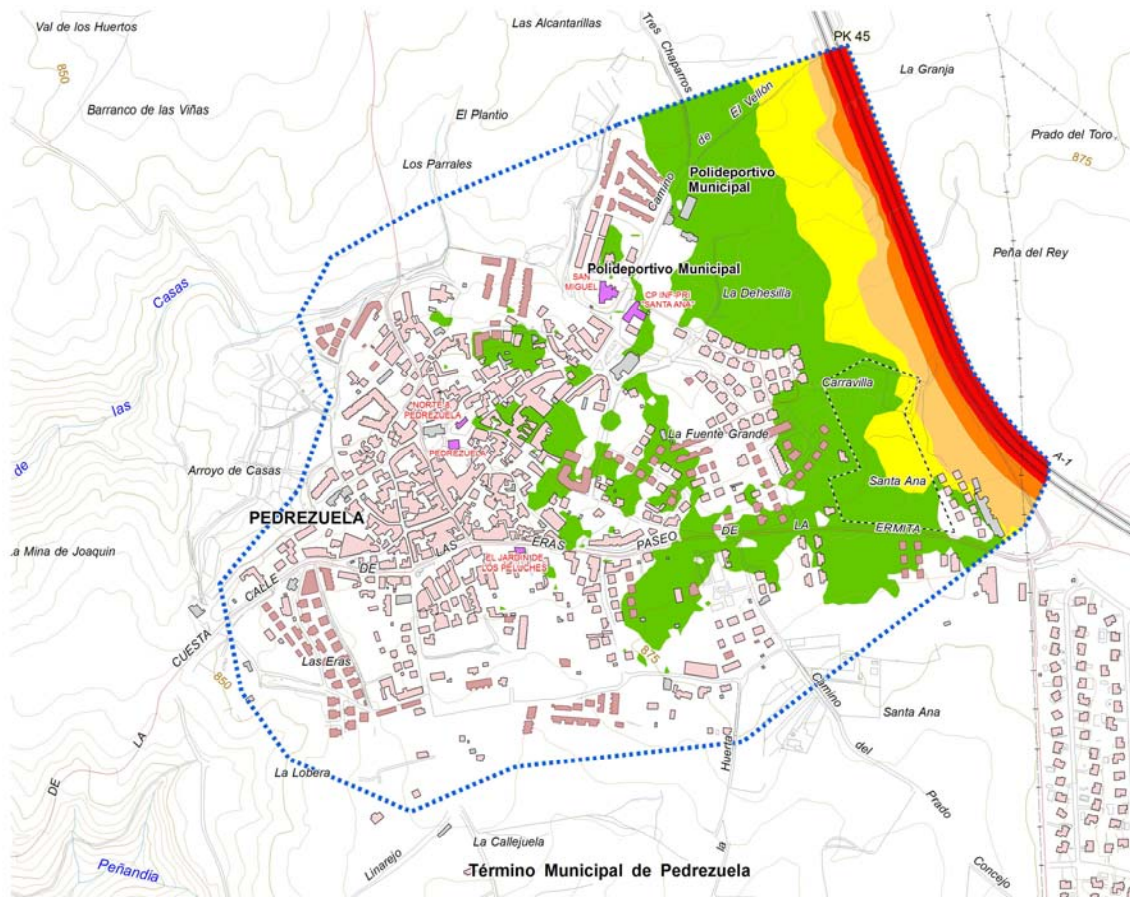 Val de los Huertos
Las Alcantarillas
Tres Chaparros
PK 45
La Granja
850
Barranco de las Viñas
El Plantio
de El Vellón
Prado del Toro
875
Los Parrales
Camino
Polideportivo
Municipal
Peña del Rey
Casas
SAN
MIGUEL
Polideportivo Municipal
CP INF-PRI
"SANTA ANA"
La Dehesilla
las
de
Carravilla
NORTE 8
PEDREZUELA
PEDREZUELA
La Fuente Grande
A-1
Arroyo de Casas
Santa Ana
PEDREZUELA
ERMITA
LA
DE
PASEO
ERAS
LAS
DE
CALLE
EL JARDIN DE
LOS PELUCHES
La Mina de Joaquin
CUESTA
LA
DE
Las Eras
875
850
Camino
del
Prado
Concejo
Santa Ana
Huerta
la
La Lobera
La Callejuela
Linarejo
Peñandia
Término Municipal de Pedrezuela